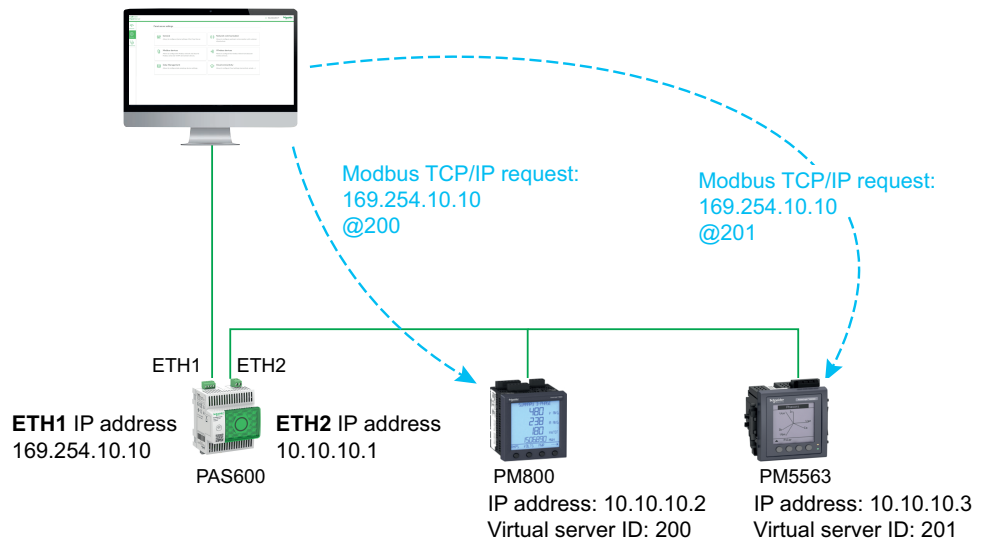 Modbus TCP/IP request:
169.254.10.10
@200
Modbus TCP/IP request:
169.254.10.10
@201
ETH1
ETH2
ETH1 IP address
169.254.10.10
ETH2 IP address
10.10.10.1
PAS600
PM800
IP address: 10.10.10.2
Virtual server ID: 200
PM5563
IP address: 10.10.10.3
Virtual server ID: 201